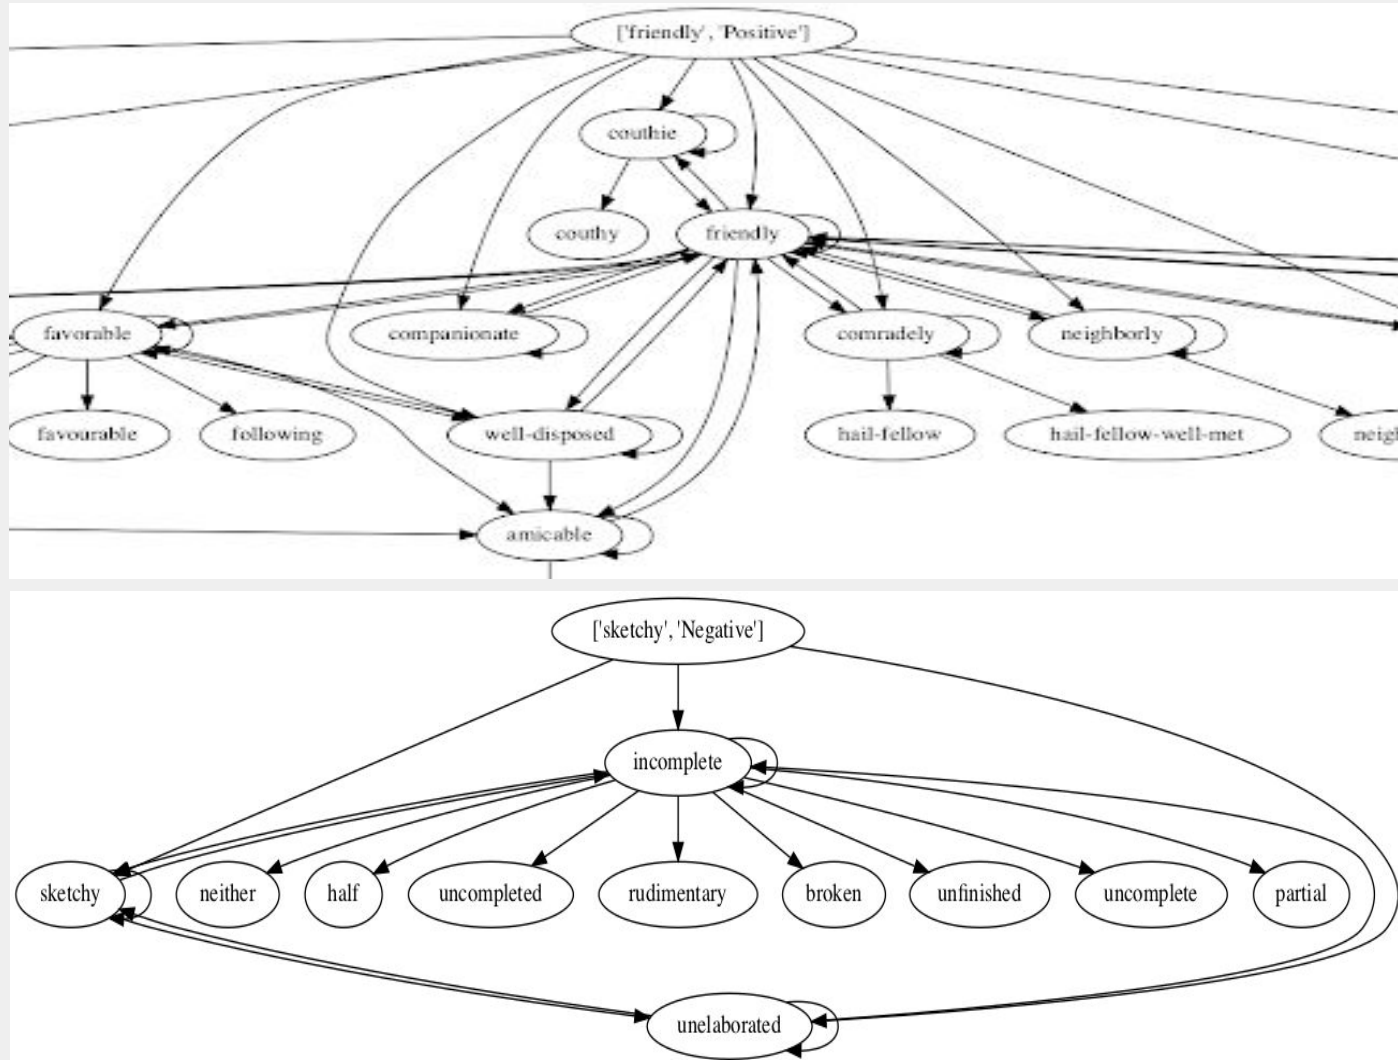 ['friendly', 'Positive']
couthie
couthy
friendly
favorable
companionate
comradely
neighborly
favourable
following
well-disposed
hail-fellow
hail-fellow-well-met
amicable
['sketchy', 'Negative']
incomplete
sketchy
neither
half
uncompleted
rudimentary
broken
unfinished
uncomplete
partial
unelaborated